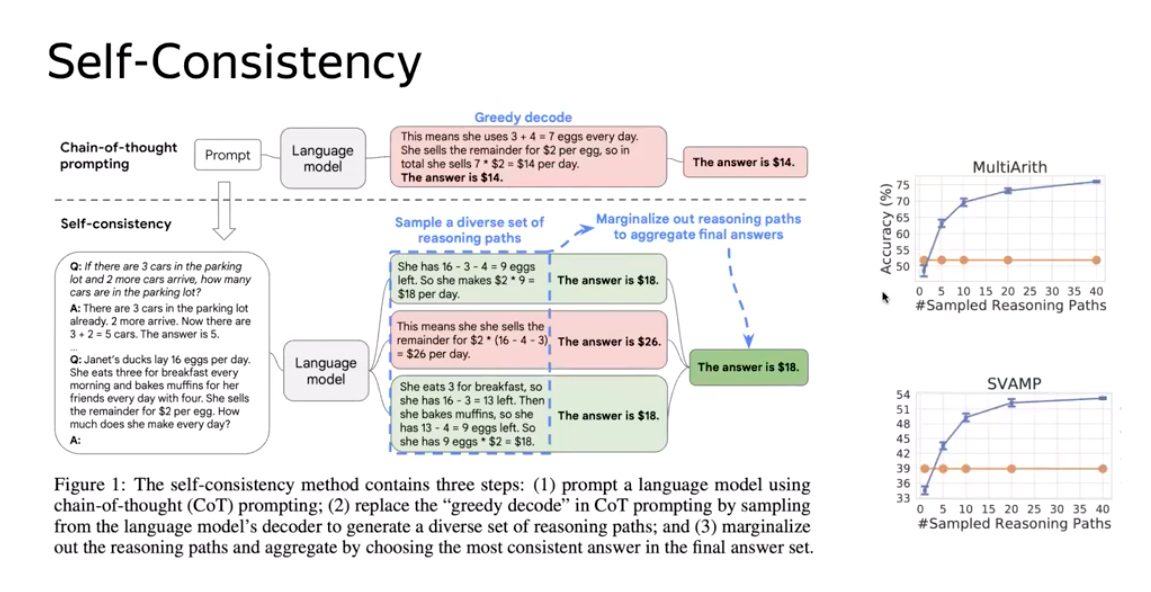 Self-Consistency
Greedy decode
Chain-of-thought
prompting
Prompt
Language
model
This means she uses 3 + 4 = 7 eggs every day.
She sells the remainder for $2 per egg, so in
total she sells 7 * $2 = $14 per day.
The answer is $14.
The answer is $14.
Self-consistency
Sample a diverse set of
reasoning paths
Marginalize out reasoning paths
to aggregate final answers
Q: If there are 3 cars in the parking
lot and 2 more cars arrive, how many
cars are in the parking lot?
A: There are 3 cars in the parking lot
already. 2 more arrive. Now there are
3 + 2 = 5 cars. The answer is 5.
...
Q: Janet's ducks lay 16 eggs per day.
She eats three for breakfast every
morning and bakes muffins for her
friends every day with four. She sells
the remainder for $2 per egg. How
much does she make every day?
A:
Language
model
She has 16 - 3 - 4 = 9 eggs
left. So she makes $2 * 9 =
$18 per day.
The answer is $18.
This means she she sells the
remainder for $2 * (16 - 4 - 3)
= $26 per day.
The answer is $26.
She eats 3 for breakfast, so
she has 16 - 3 = 13 left. Then
she bakes muffins, so she
has 13 - 4 = 9 eggs left. So
she has 9 eggs * $2 = $18.
The answer is $18.
The answer is $18.
Figure 1: The self-consistency method contains three steps: (1) prompt a language model using
chain-of-thought (CoT) prompting; (2) replace the “greedy decode” in CoT prompting by sampling
from the language model’s decoder to generate a diverse set of reasoning paths; and (3) marginalize
out the reasoning paths and aggregate by choosing the most consistent answer in the final answer set.
MultiArith
Accuracy (%)
75
70
65
60
55
50
0 5 10 15 20 25 30 35 40
#Sampled Reasoning Paths
SVAMP
54
51
48
45
42
39
36
33
0 5 10 15 20 25 30 35 40
#Sampled Reasoning Paths